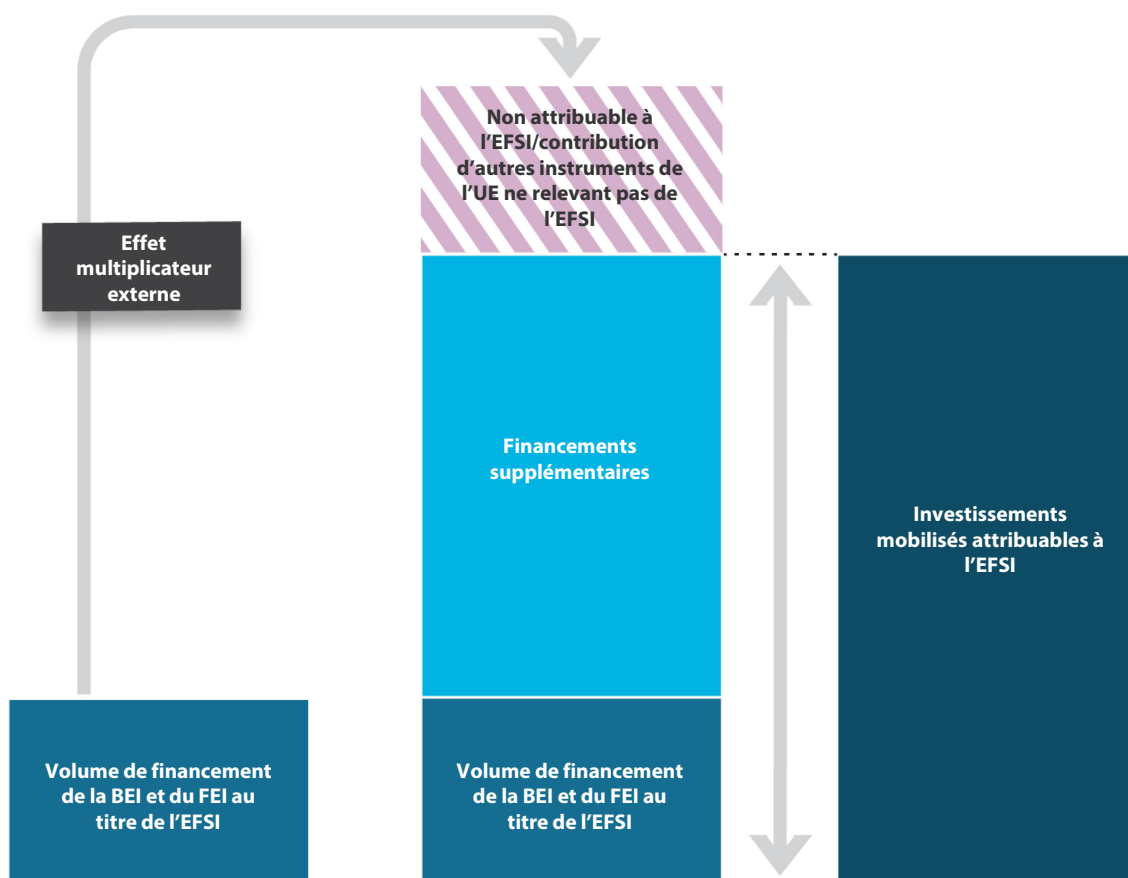 Non attribuable à
l’EFSI/contribution
d’autres instruments de
l’UE ne relevant pas de
l’EFSI
Effet
multiplicateur
externe
Financements
supplémentaires
Investissements
mobilisés attribuables à
l’EFSI
Volume de financement
de la BEI et du FEI au
titre de l’EFSI
Volume de financement
de la BEI et du FEI au
titre de l’EFSI